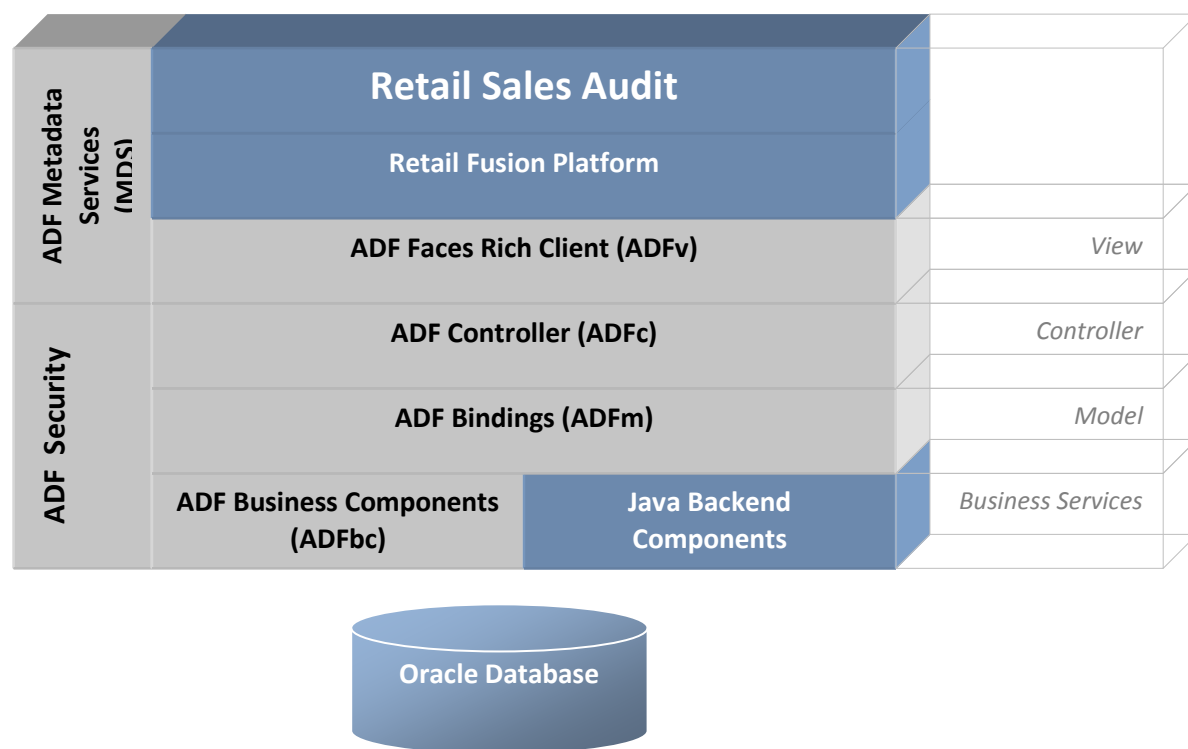 Retail Sales Audit
Retail Fusion Platform
ADF Metadata
Services
(MDS)
ADF Faces Rich Client (ADFv)
View
ADF Controller (ADFc)
Controller
ADF Security
ADF Bindings (ADFm)
Model
ADF Business Components
(ADFbc)
Java Backend
Components
Business Services
Oracle Database